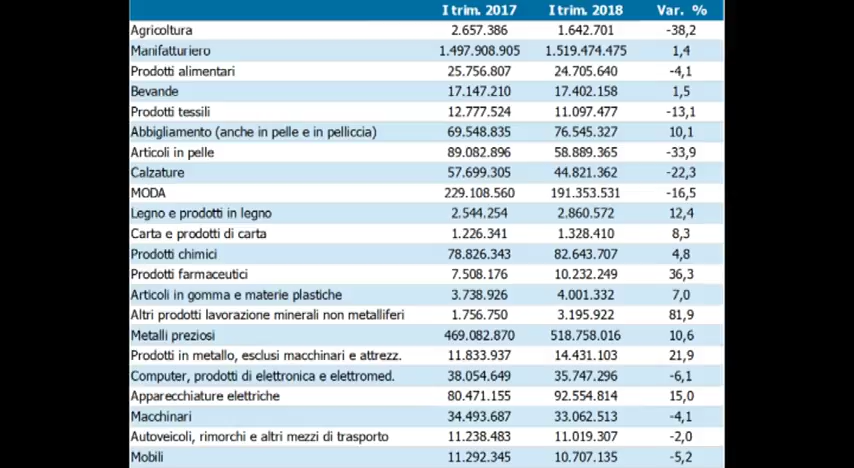 I trim. 2017 I trim. 2018 Var. %
Agricoltura 2.657.386 1.642.701 -38,2
Manifatturiero 1.497.908.905 1.519.474.475 1,4
Prodotti alimentari 25.756.807 24.705.640 -4,1
Bevande 17.147.210 17.402.158 1,5
Prodotti tessili 12.777.524 11.097.477 -13,1
Abbigliamento (anche in pelle e in pelliccia) 69.548.835 76.545.327 10,1
Articoli in pelle 89.082.896 58.889.365 -33,9
Calzature 57.699.305 44.821.362 -22,3
MODA 229.108.560 191.353.531 -16,5
Legno e prodotti in legno 2.544.254 2.860.572 12,4
Carta e prodotti di carta 1.226.341 1.328.410 8,3
Prodotti chimici 78.826.343 82.643.707 4,8
Prodotti farmaceutici 7.508.176 10.232.249 36,3
Articoli in gomma e materie plastiche 3.738.926 4.001.332 7,0
Altri prodotti lavorazione minerali non metalliferi 1.756.750 3.195.922 81,9
Metalli preziosi 469.082.870 518.758.016 10,6
Prodotti in metallo, esclusi macchinari e attrezz. 11.833.937 14.431.103 21,9
Computer, prodotti di elettronica e elettromed. 38.054.649 35.747.296 -6,1
Apparecchiature elettriche 80.471.155 92.554.814 15,0
Macchinari 34.493.687 33.062.513 -4,1
Autoveicoli, rimorchi e altri mezzi di trasporto 11.238.483 11.019.307 -2,0
Mobili 11.292.345 10.707.135 -5,2